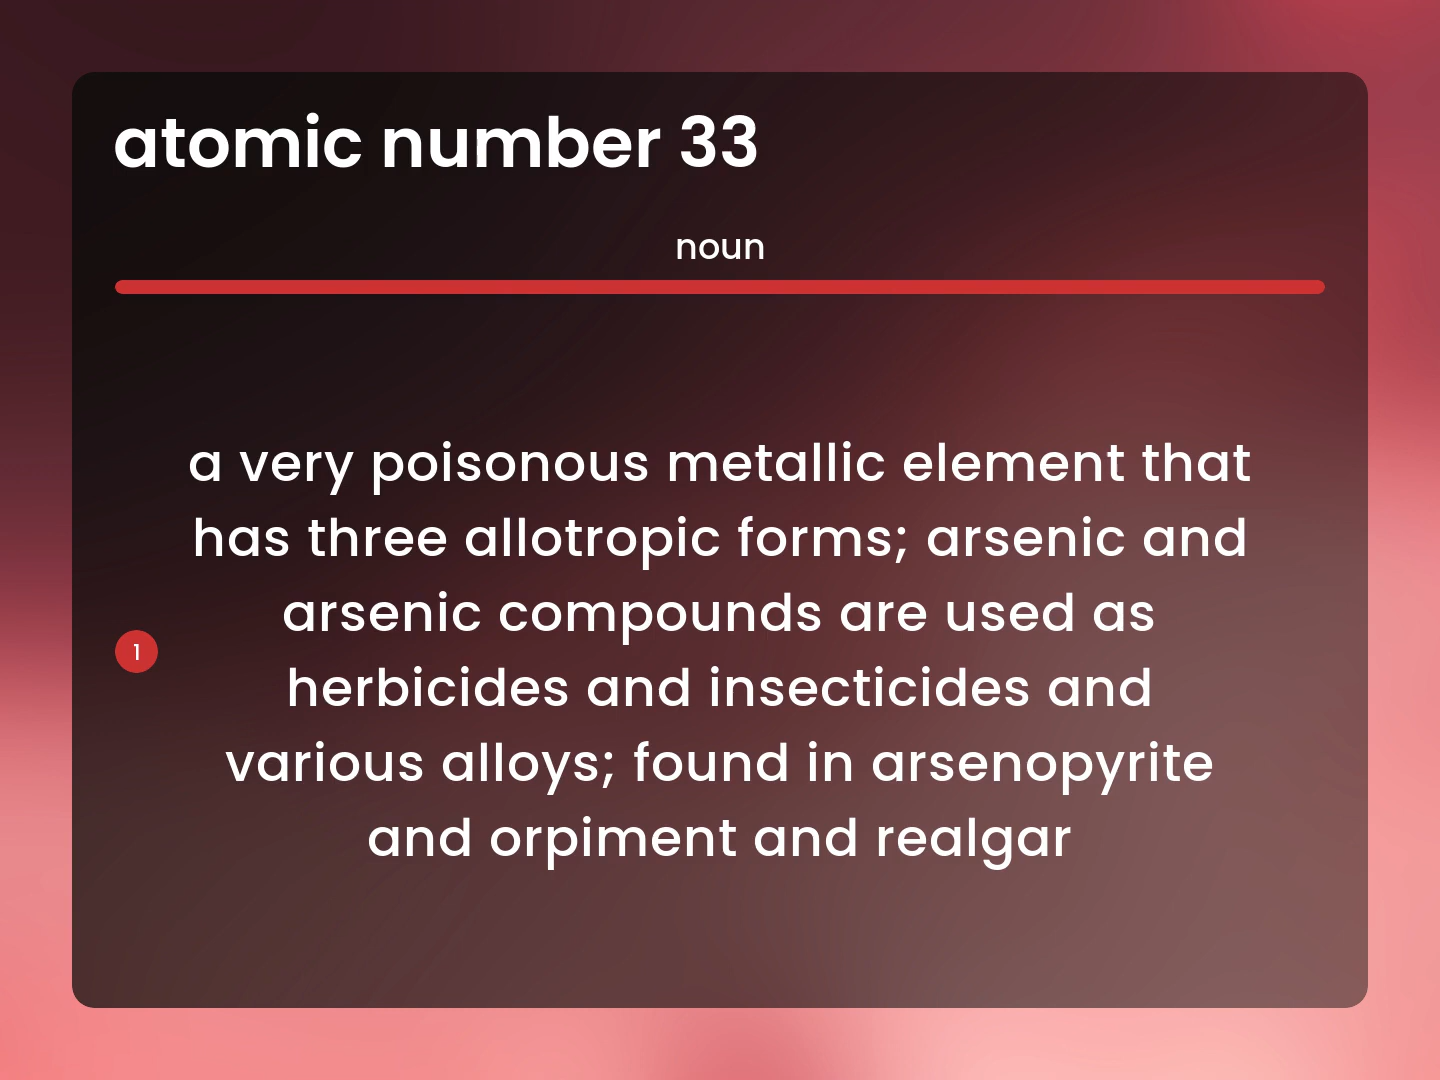 atomic number 33
noun
a very poisonous metallic element that
has three allotropic forms; arsenic and
arsenic compounds are used as
1
herbicides and insecticides and
various alloys; found in arsenopyrite
and orpiment and realgar